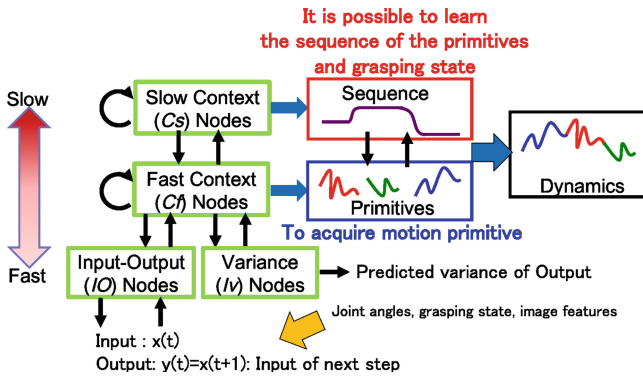 It is possible to learn
the sequence of the primitives
and grasping state
Slow
Slow Context
(Cs) Nodes
Sequence
Fast Context
(Cf) Nodes
Primitives
Dynamics
To acquire motion primitive
Fast
Input-Output
(IO) Nodes
Variance
(Iv) Nodes
Predicted variance of Output
Joint angles, grasping state, image features
Input : x(t)
Output: y(t)=x(t+1): Input of next step